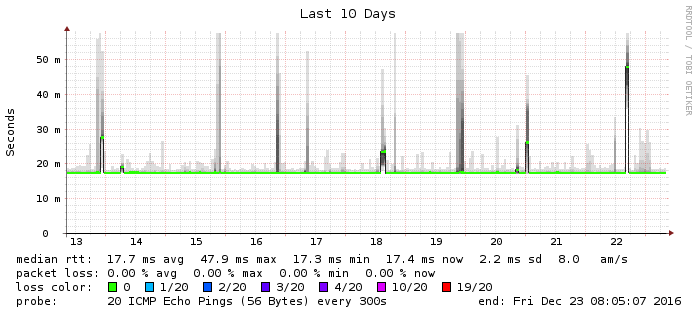 Last 10 Days
RRDTOOL / TOBI OETIKER
Seconds
50 m
40 m
30 m
20 m
10 m
0
13 14 15 16 17 18 19 20 21 22
median rtt: 17.7 ms avg 47.9 ms max 17.3 ms min 17.4 ms now 2.2 ms sd 8.0 am/s
packet loss: 0.00 % avg 0.00 % max 0.00 % min 0.00 % now
loss color: 0 1/20 2/20 3/20 4/20 10/20 19/20
probe: 20 ICMP Echo Pings (56 Bytes) every 300s end: Fri Dec 23 08:05:07 2016